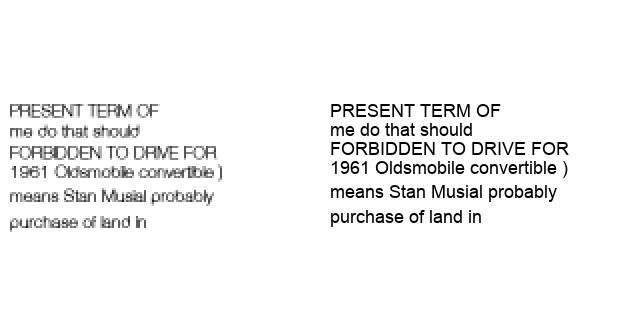 PRESENT TERM OF
me do that should
FORBIDDEN TO DRIVE FOR
1961 Oldsmobile convertible )
means Stan Musial probably
purchase of land in
PRESENT TERM OF
me do that should
FORBIDDEN TO DRIVE FOR
1961 Oldsmobile convertible )
means Stan Musial probably
purchase of land in